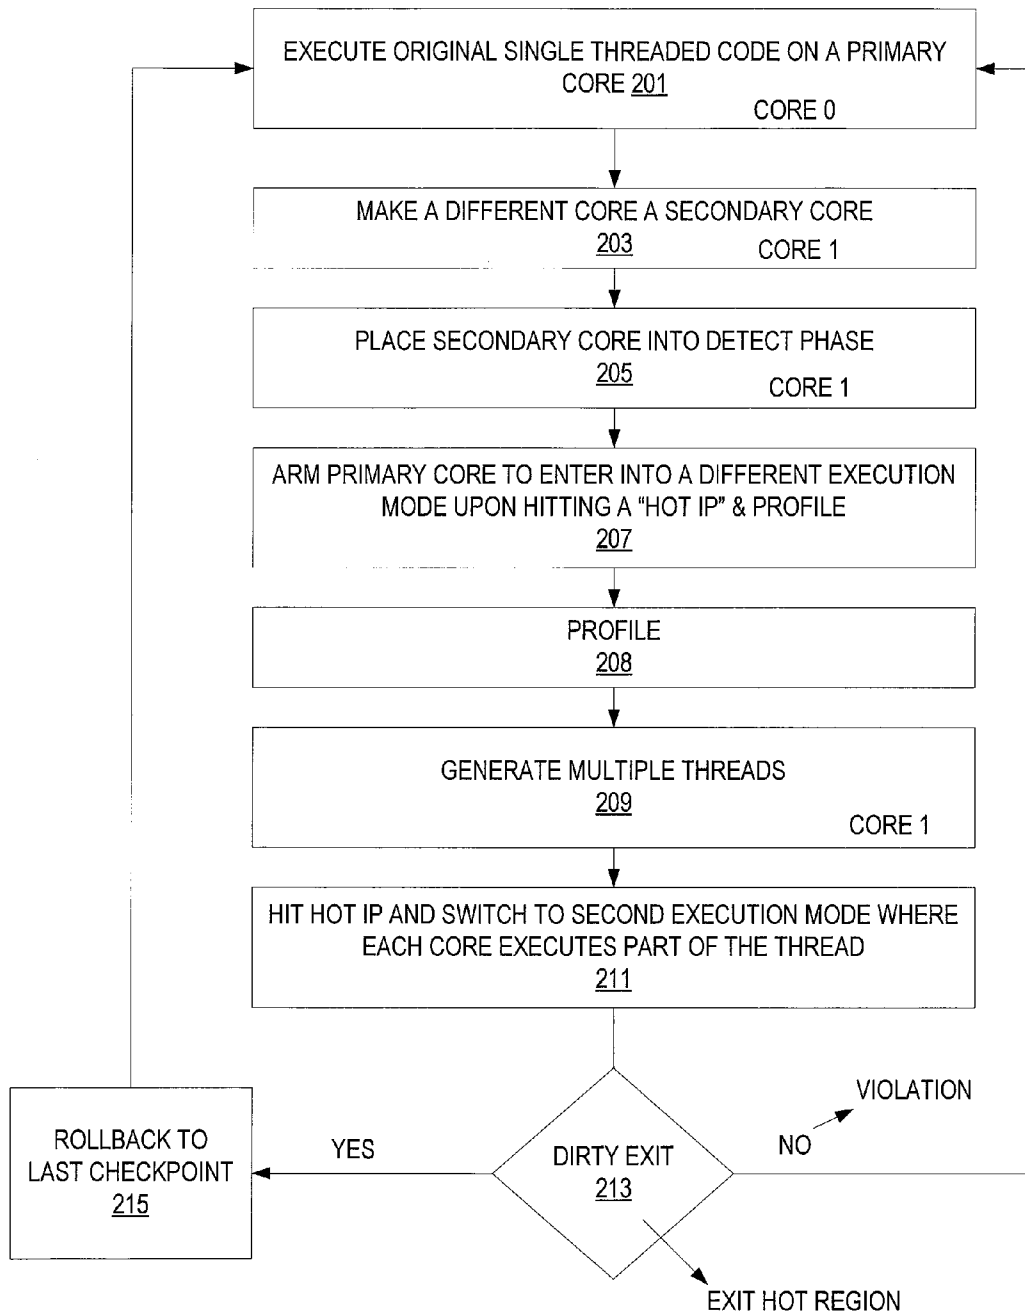 EXECUTE ORIGINAL SINGLE THREADED CODE ON A PRIMARY
CORE 201
CORE 0
MAKE A DIFFERENT CORE A SECONDARY CORE
203
CORE 1
PLACE SECONDARY CORE INTO DETECT PHASE
205
CORE 1
ARM PRIMARY CORE TO ENTER INTO A DIFFERENT EXECUTION
MODE UPON HITTING A “HOT IP” & PROFILE
207
PROFILE
208
GENERATE MULTIPLE THREADS
209
CORE 1
HIT HOT IP AND SWITCH TO SECOND EXECUTION MODE WHERE
EACH CORE EXECUTES PART OF THE THREAD
211
ROLLBACK TO
LAST CHECKPOINT
215
YES
DIRTY EXIT
213
NO
VIOLATION
EXIT HOT REGION